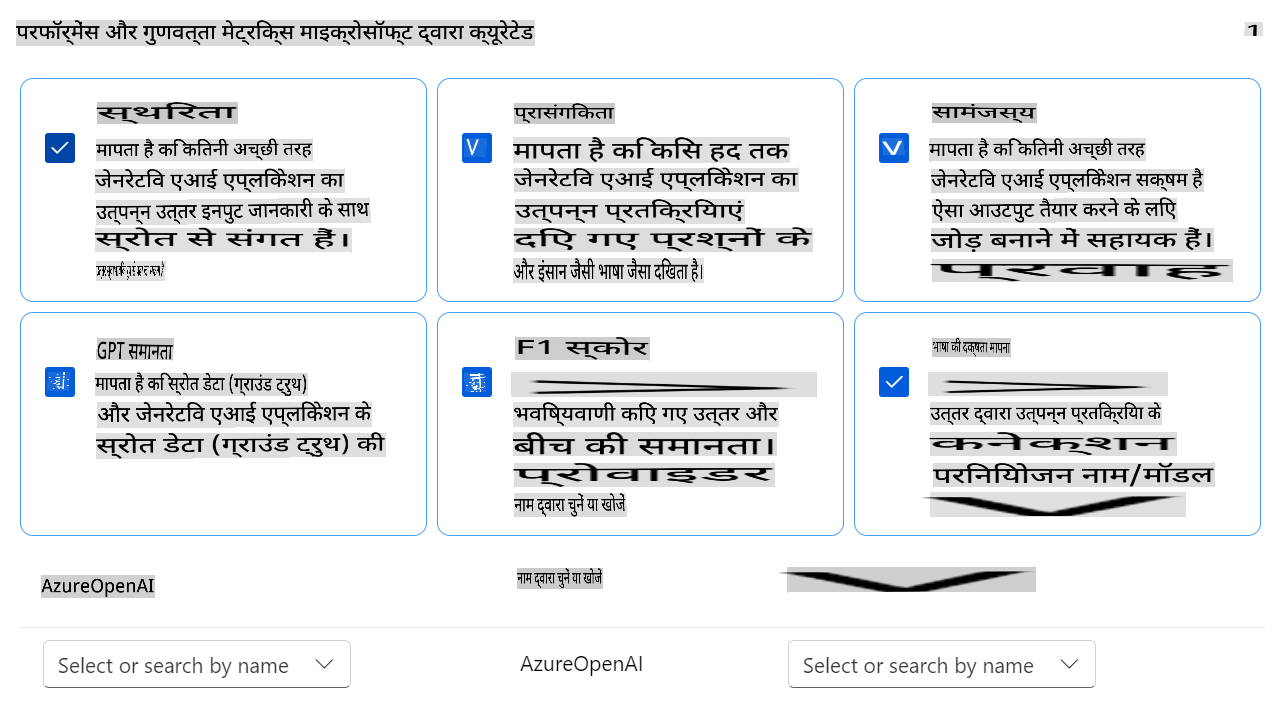 परफॉर्मेंस और गुणवत्ता मेट्रिक्स माइक्रोसॉफ्ट द्वारा क्यूरेटेड
1
स्थिरता
मापता है कि कितनी अच्छी तरह
जेनरेटिव एआई एप्लिकेशन का
उत्पन्न उत्तर इनपुट जानकारी के साथ
स्रोत से संगत हैं।
प्रासंगिकता
मापता है कि किस हद तक
जेनरेटिव एआई एप्लिकेशन का
उत्पन्न प्रतिक्रियाएं
दिए गए प्रश्नों के
और इंसान जैसी भाषा जैसा दिखता है।
सामंजस्य
मापता है कि कितनी अच्छी तरह
जेनरेटिव एआई एप्लिकेशन सक्षम है
ऐसा आउटपुट तैयार करने के लिए
जोड़ बनाने में सहायक हैं।
प्रवाह
GPT समानता
मापता है कि स्रोत डेटा (ग्राउंड ट्रुथ)
और जेनरेटिव एआई एप्लिकेशन के
स्रोत डेटा (ग्राउंड ट्रुथ) की
F1 स्कोर
भविष्यवाणी किए गए उत्तर और
बीच की समानता।
प्रोवाइडर
नाम द्वारा चुनें या खोजें
भाषा की दक्षता मापना
उत्तर द्वारा उत्पन्न प्रतिक्रिया के
कनेक्शन
परिनियोजन नाम/मॉडल
AzureOpenAI
नाम द्वारा चुनें या खोजें
Select or search by name
AzureOpenAI
Select or search by name